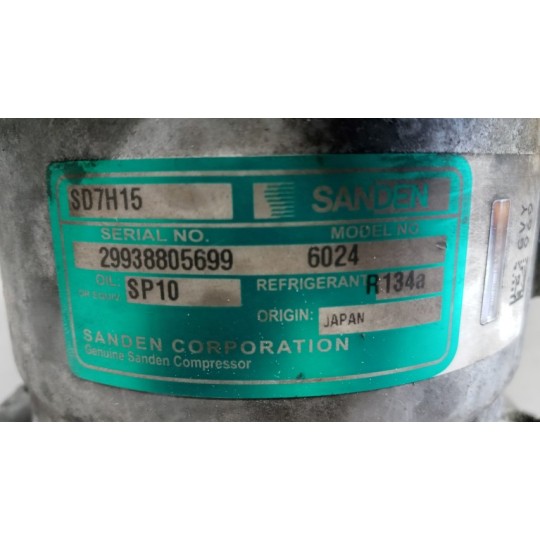 SD7H15 SANDEN
SERIAL NO. MODEL NO.
29938805699 6024
OIL: SP10 REFRIGERANT R134a
ORIGIN: JAPAN
SANDEN CORPORATION
Genuine Sanden Compressor